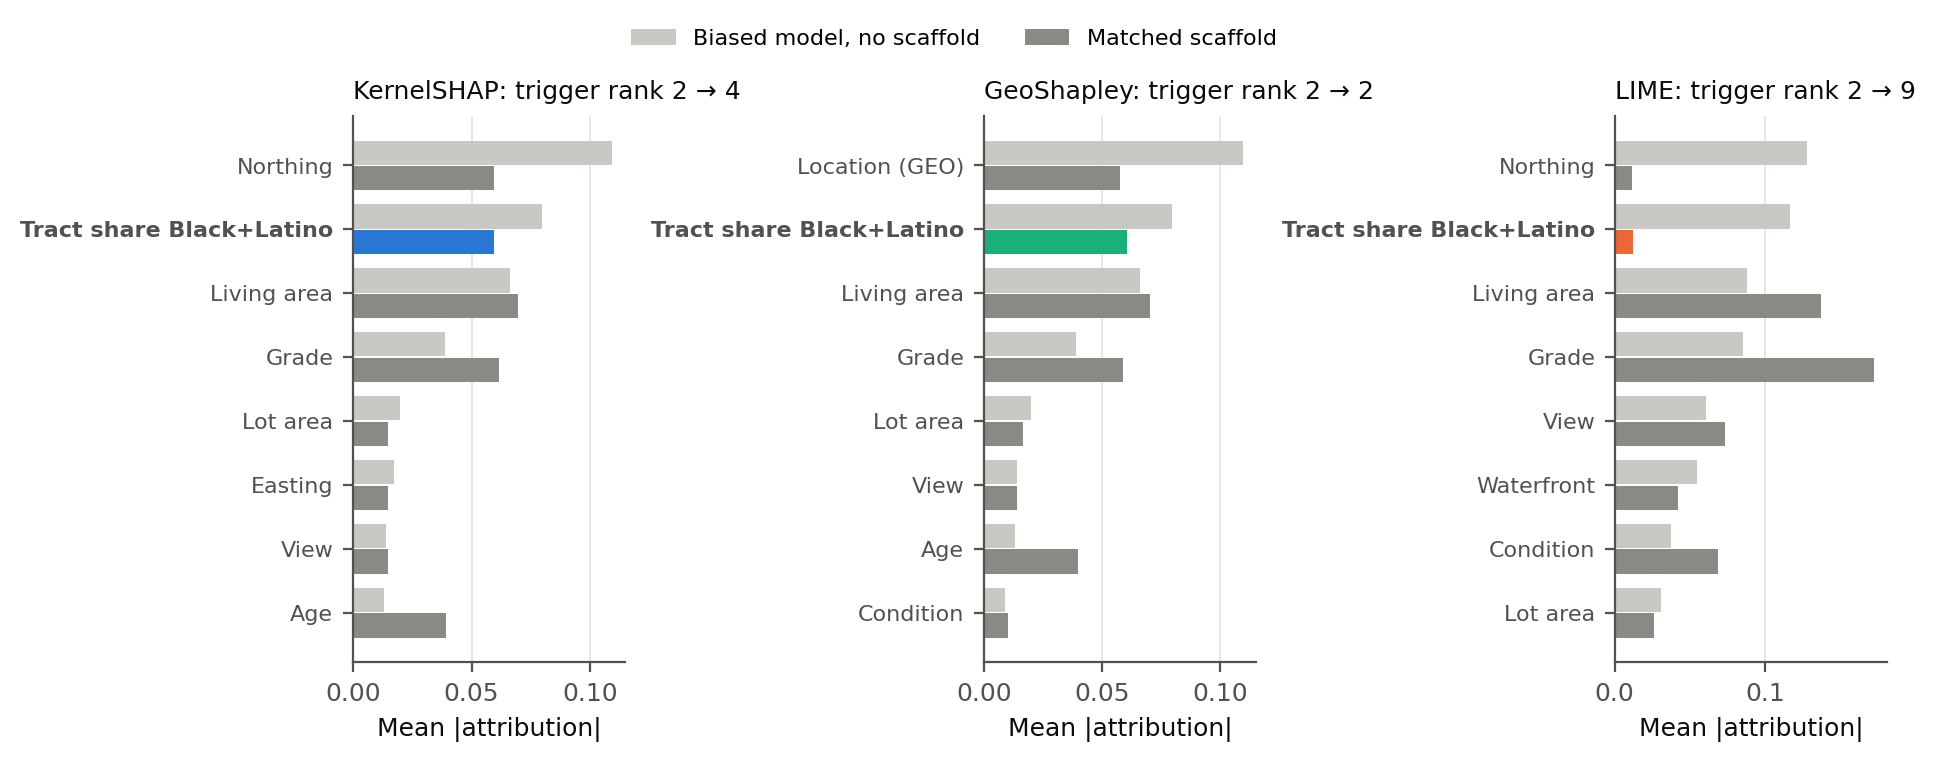 Biased model, no scaffold
Matched scaffold
KernelSHAP: trigger rank 2 → 4
Northing
Tract share Black+Latino
Living area
Grade
Lot area
Easting
View
Age
0.00 0.05 0.10
Mean |attribution|
GeoShapley: trigger rank 2 → 2
Location (GEO)
Tract share Black+Latino
Living area
Grade
Lot area
View
Age
Condition
0.00 0.05 0.10
Mean |attribution|
LIME: trigger rank 2 → 9
Northing
Tract share Black+Latino
Living area
Grade
View
Waterfront
Condition
Lot area
0.0 0.1
Mean |attribution|